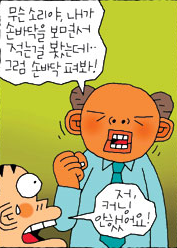 무슨소리야, 내가
손바닥을 보면서
적는걸 봤는데!··
그럼 손바닥 펴봐!
저,
커닝
안했어요!